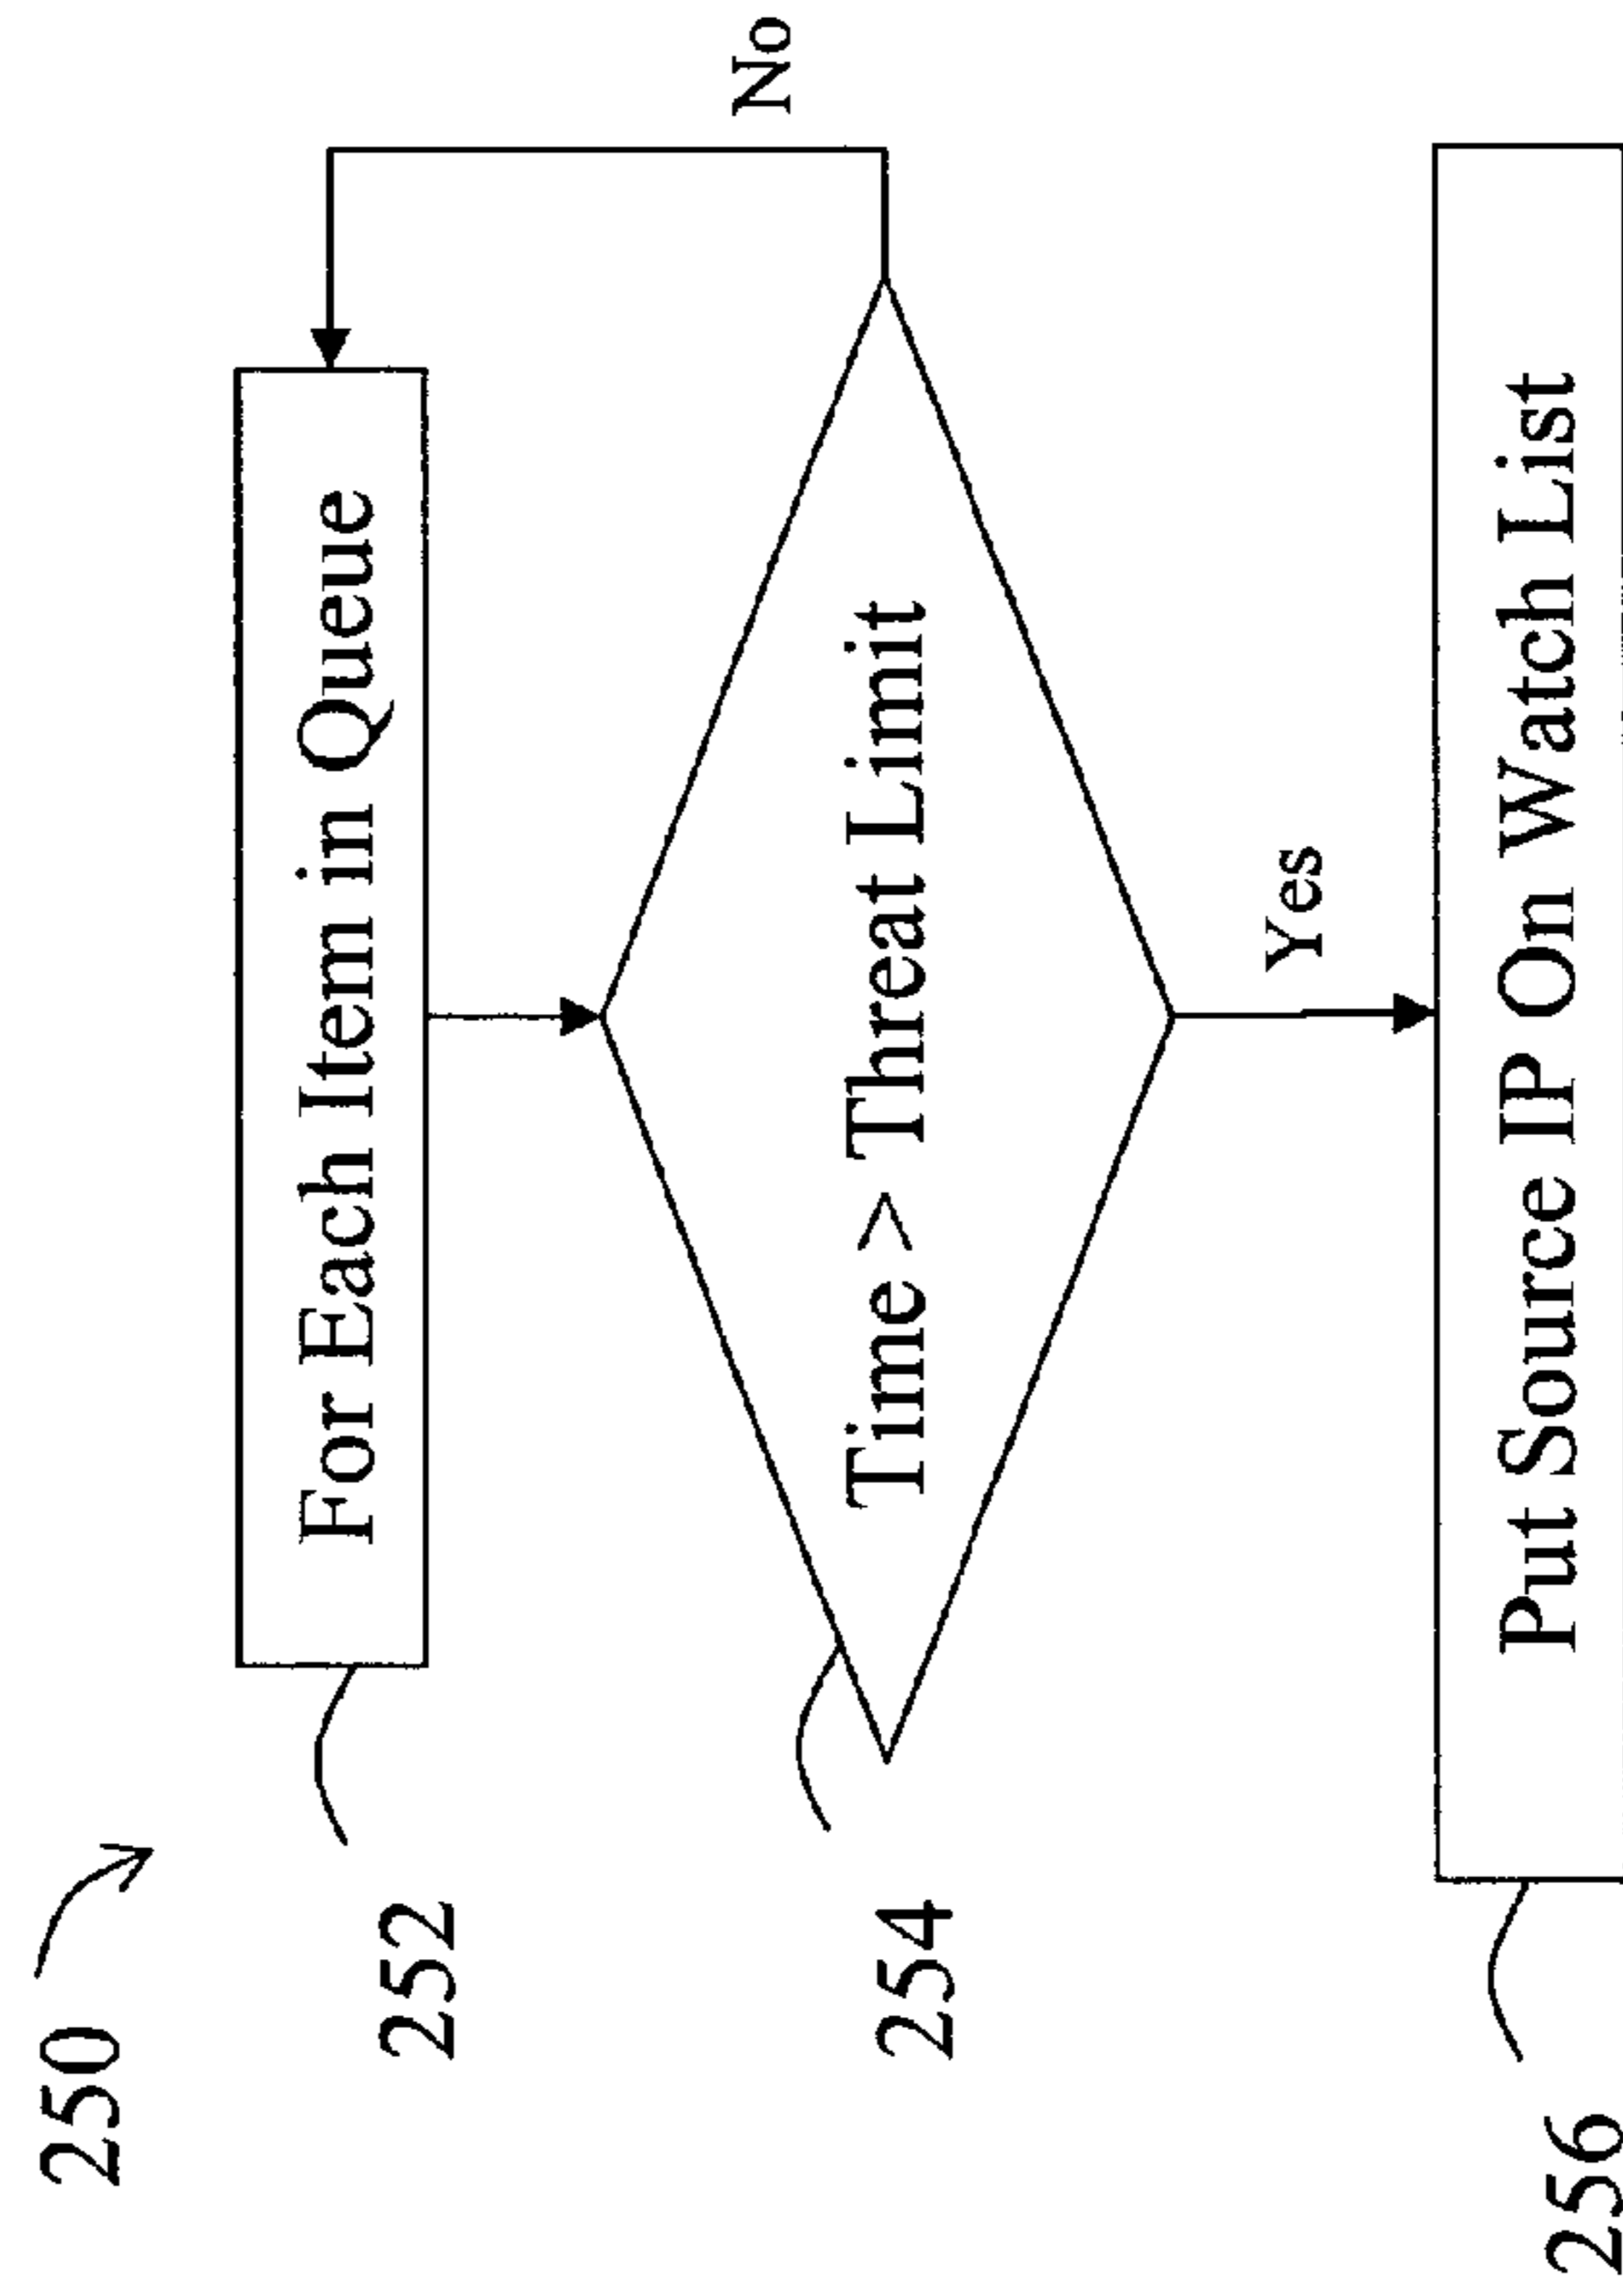 250
252
For Each Item in Queue
No
254
Time > Threat Limit
Yes
256
Put Source IP On Watch List